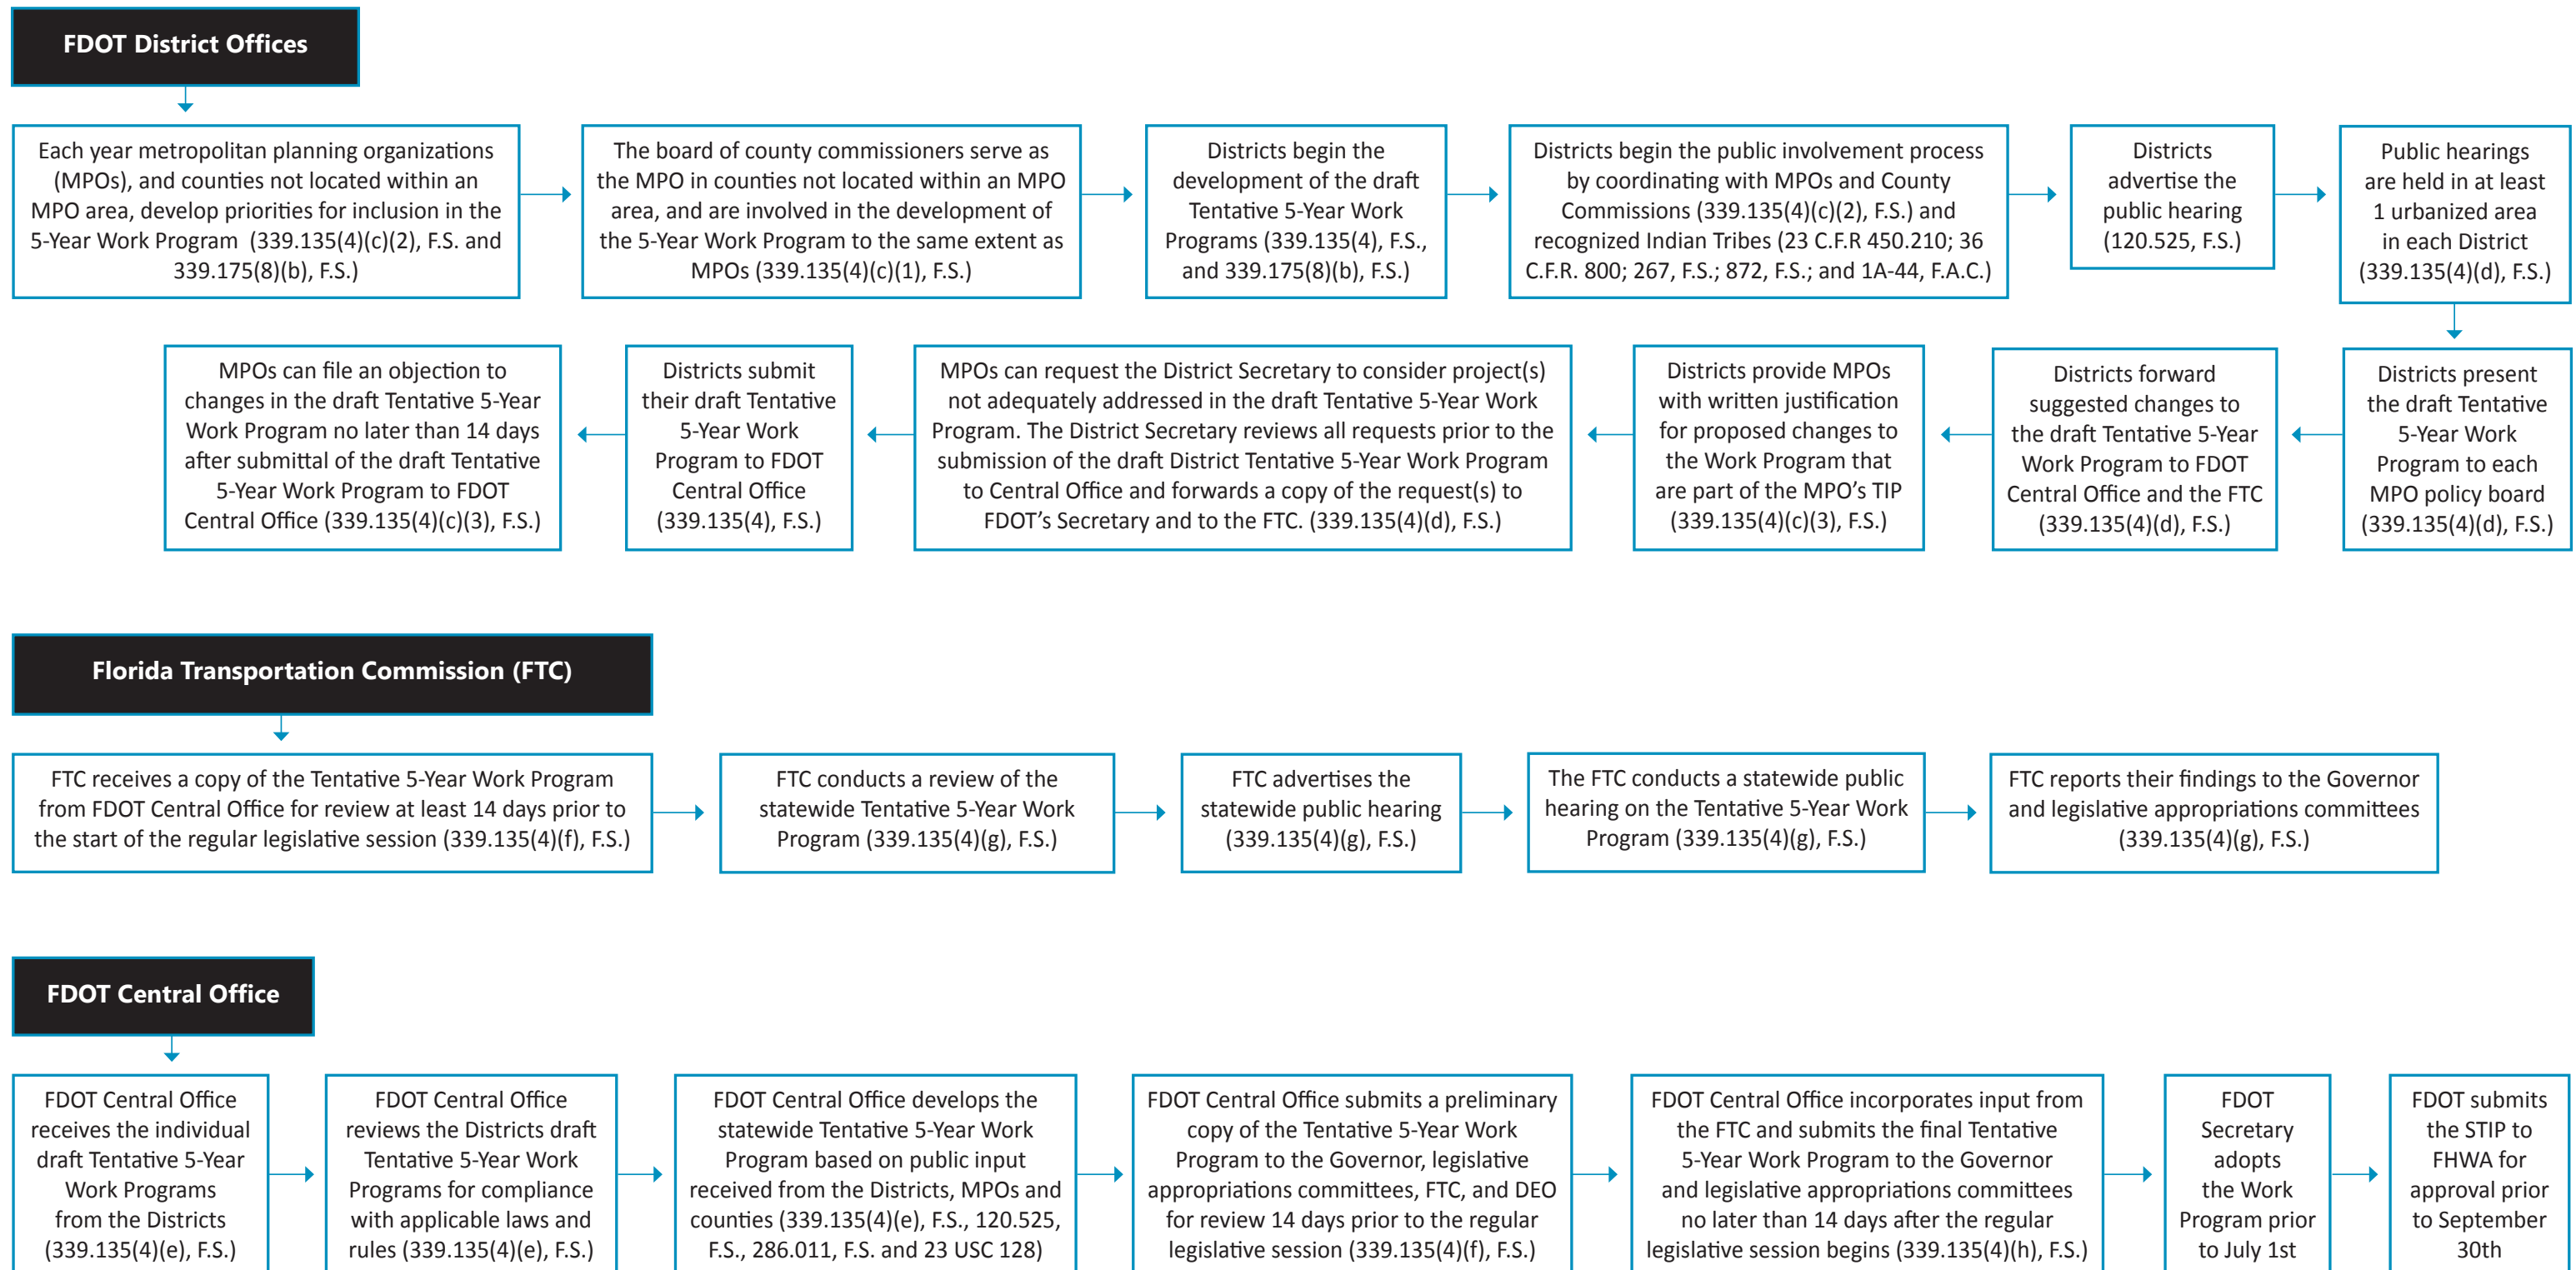 FDOT District Offices
Each year metropolitan planning organizations
(MPOs), and counties not located within an
MPO area, develop priorities for inclusion in the
5-Year Work Program (339.135(4)(c)(2), F.S. and
339.175(8)(b), F.S.)
The board of county commissioners serve as
the MPO in counties not located within an MPO
area, and are involved in the development of
the 5-Year Work Program to the same extent as
MPOs (339.135(4)(c)(1), F.S.)
Districts begin the
development of the draft
Tentative 5-Year Work
Programs (339.135(4), F.S.,
and 339.175(8)(b), F.S.)
Districts begin the public involvement process
by coordinating with MPOs and County
Commissions (339.135(4)(c)(2), F.S.) and
recognized Indian Tribes (23 C.F.R 450.210; 36
C.F.R. 800; 267, F.S.; 872, F.S.; and 1A-44, F.A.C.)
Districts
advertise the
public hearing
(120.525, F.S.)
Public hearings
are held in at least
1 urbanized area
in each District
(339.135(4)(d), F.S.)
Districts present
the draft Tentative
5-Year Work
Program to each
MPO policy board
(339.135(4)(d), F.S.)
Districts forward
suggested changes to
the draft Tentative 5-Year
Work Program to FDOT
Central Office and the FTC
(339.135(4)(d), F.S.)
Districts provide MPOs
with written justification
for proposed changes to
the Work Program that
are part of the MPO's TIP
(339.135(4)(c)(3), F.S.)
MPOs can request the District Secretary to consider project(s)
not adequately addressed in the draft Tentative 5-Year Work
Program. The District Secretary reviews all requests prior to the
submission of the draft District Tentative 5-Year Work Program
to Central Office and forwards a copy of the request(s) to
FDOT's Secretary and to the FTC. (339.135(4)(d), F.S.)
Districts submit
their draft Tentative
5-Year Work
Program to FDOT
Central Office
(339.135(4), F.S.)
MPOs can file an objection to
changes in the draft Tentative 5-Year
Work Program no later than 14 days
after submittal of the draft Tentative
5-Year Work Program to FDOT
Central Office (339.135(4)(c)(3), F.S.)
Florida Transportation Commission (FTC)
FTC receives a copy of the Tentative 5-Year Work Program
from FDOT Central Office for review at least 14 days prior to
the start of the regular legislative session (339.135(4)(f), F.S.)
FTC conducts a review of the
statewide Tentative 5-Year Work
Program (339.135(4)(g), F.S.)
FTC advertises the
statewide public hearing
(339.135(4)(g), F.S.)
The FTC conducts a statewide public
hearing on the Tentative 5-Year Work
Program (339.135(4)(g), F.S.)
FTC reports their findings to the Governor
and legislative appropriations committees
(339.135(4)(g), F.S.)
FDOT Central Office
FDOT Central Office
receives the individual
draft Tentative 5-Year
Work Programs
from the Districts
(339.135(4)(e), F.S.)
FDOT Central Office
reviews the Districts draft
Tentative 5-Year Work
Programs for compliance
with applicable laws and
rules (339.135(4)(e), F.S.)
FDOT Central Office develops the
statewide Tentative 5-Year Work
Program based on public input
received from the Districts, MPOs and
counties (339.135(4)(e), F.S., 120.525,
F.S., 286.011, F.S. and 23 USC 128)
FDOT Central Office submits a preliminary
copy of the Tentative 5-Year Work
Program to the Governor, legislative
appropriations committees, FTC, and DEO
for review 14 days prior to the regular
legislative session (339.135(4)(f), F.S.)
FDOT Central Office incorporates input from
the FTC and submits the final Tentative
5-Year Work Program to the Governor
and legislative appropriations committees
no later than 14 days after the regular
legislative session begins (339.135(4)(h), F.S.)
FDOT
Secretary
adopts
the Work
Program prior
to July 1st
FDOT submits
the STIP to
FHWA for
approval prior
to September
30th